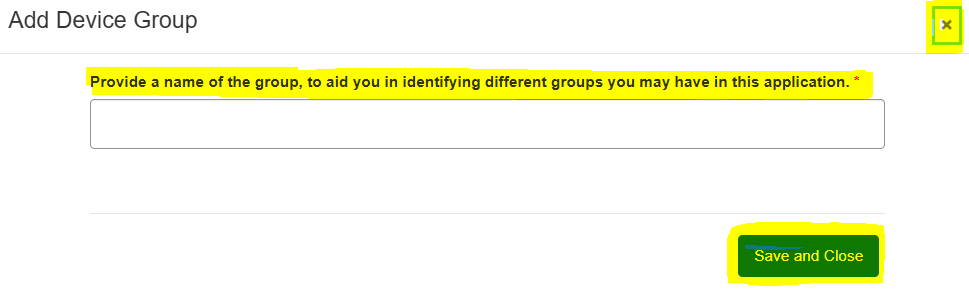 Add Device Group
Provide a name of the group, to aid you in identifying different groups you may have in this application. *
Save and Close